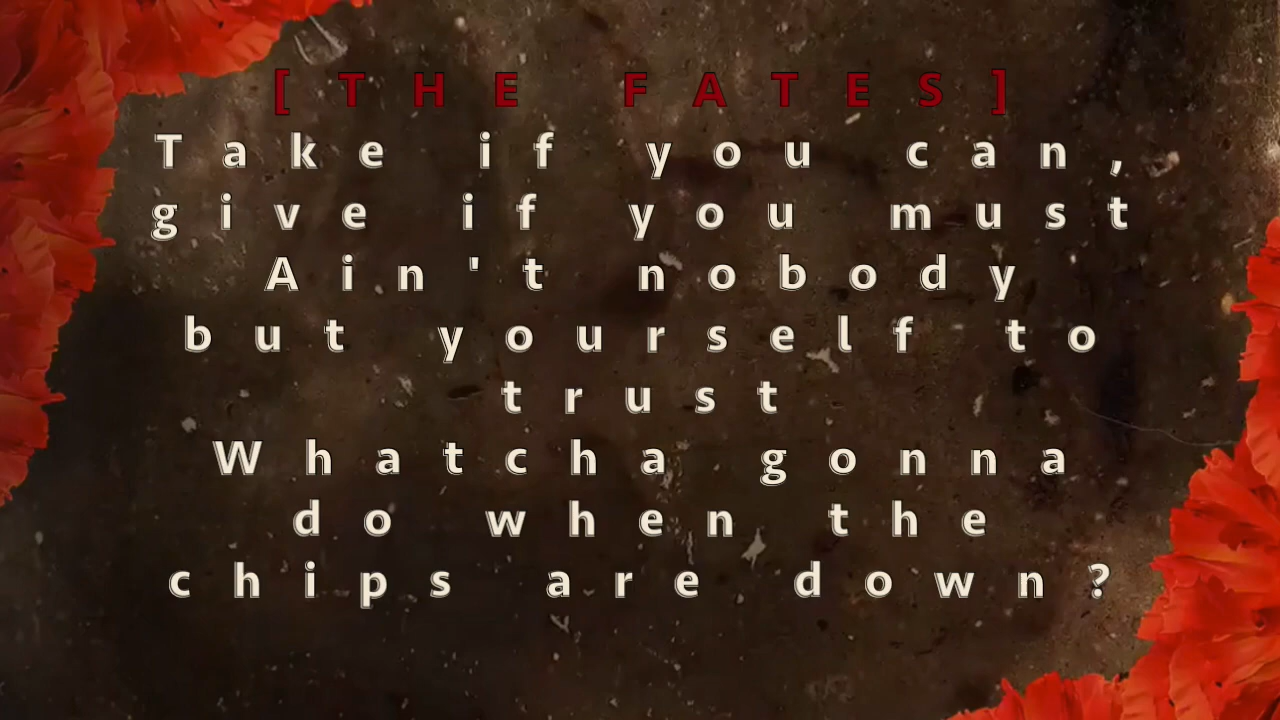 [THE FATES]
Take if you can,
give if you must
Ain't nobody
but yourself to
trust
Whatcha gonna
do when the
chips are down?